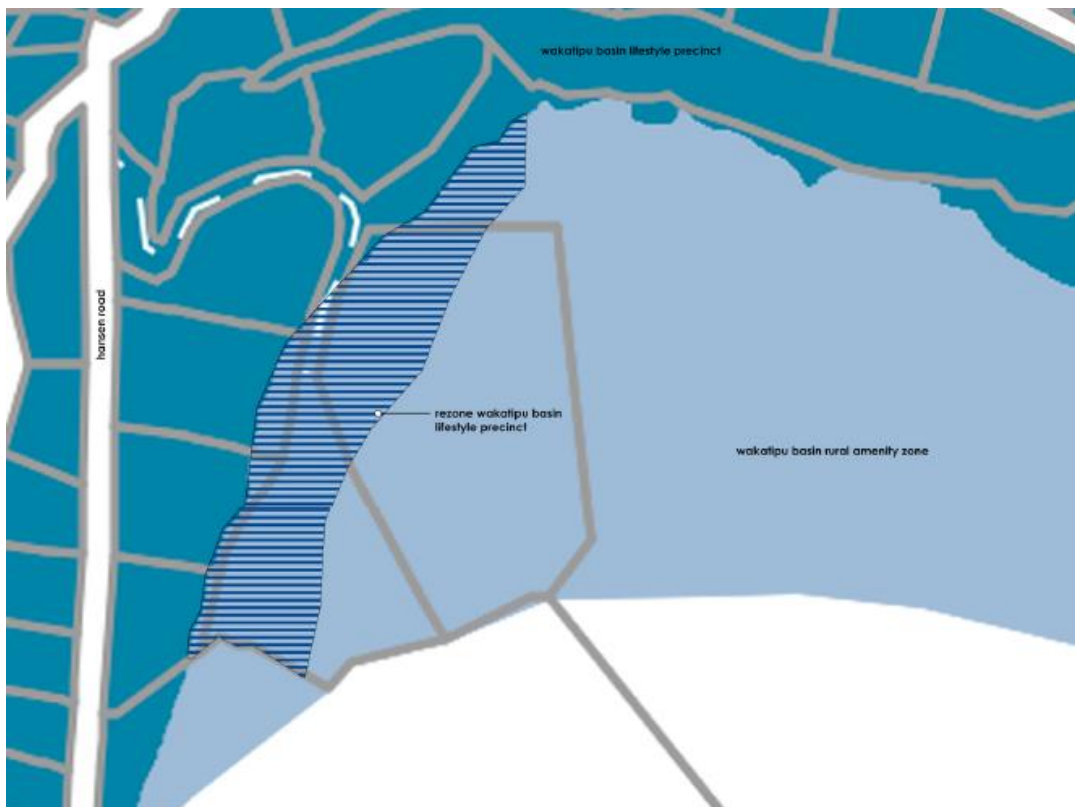 wakatipu basin lifestyle precinct
hansen road
rezone wakatipu basin
lifestyle precinct
wakatipu basin rural amenity zone